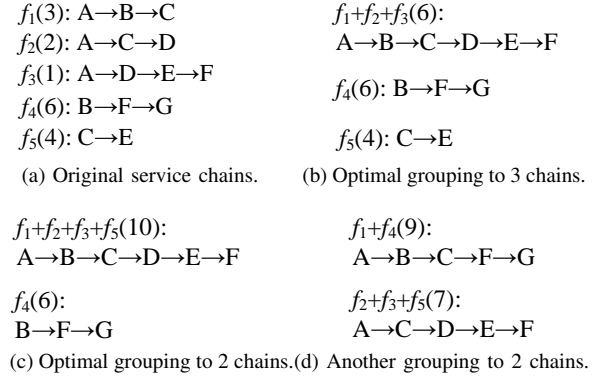 f₁(3): A→B→C
f₂(2): A→C→D
f₃(1): A→D→E→F
f₄(6): B→F→G
f₅(4): C→E
(a) Original service chains.
f₁+f₂+f₃(6):
A→B→C→D→E→F
f₄(6): B→F→G
f₅(4): C→E
(b) Optimal grouping to 3 chains.
f₁+f₂+f₃+f₅(10):
A→B→C→D→E→F
f₄(6):
B→F→G
(c) Optimal grouping to 2 chains.
f₁+f₄(9):
A→B→C→F→G
f₂+f₃+f₅(7):
A→C→D→E→F
(d) Another grouping to 2 chains.